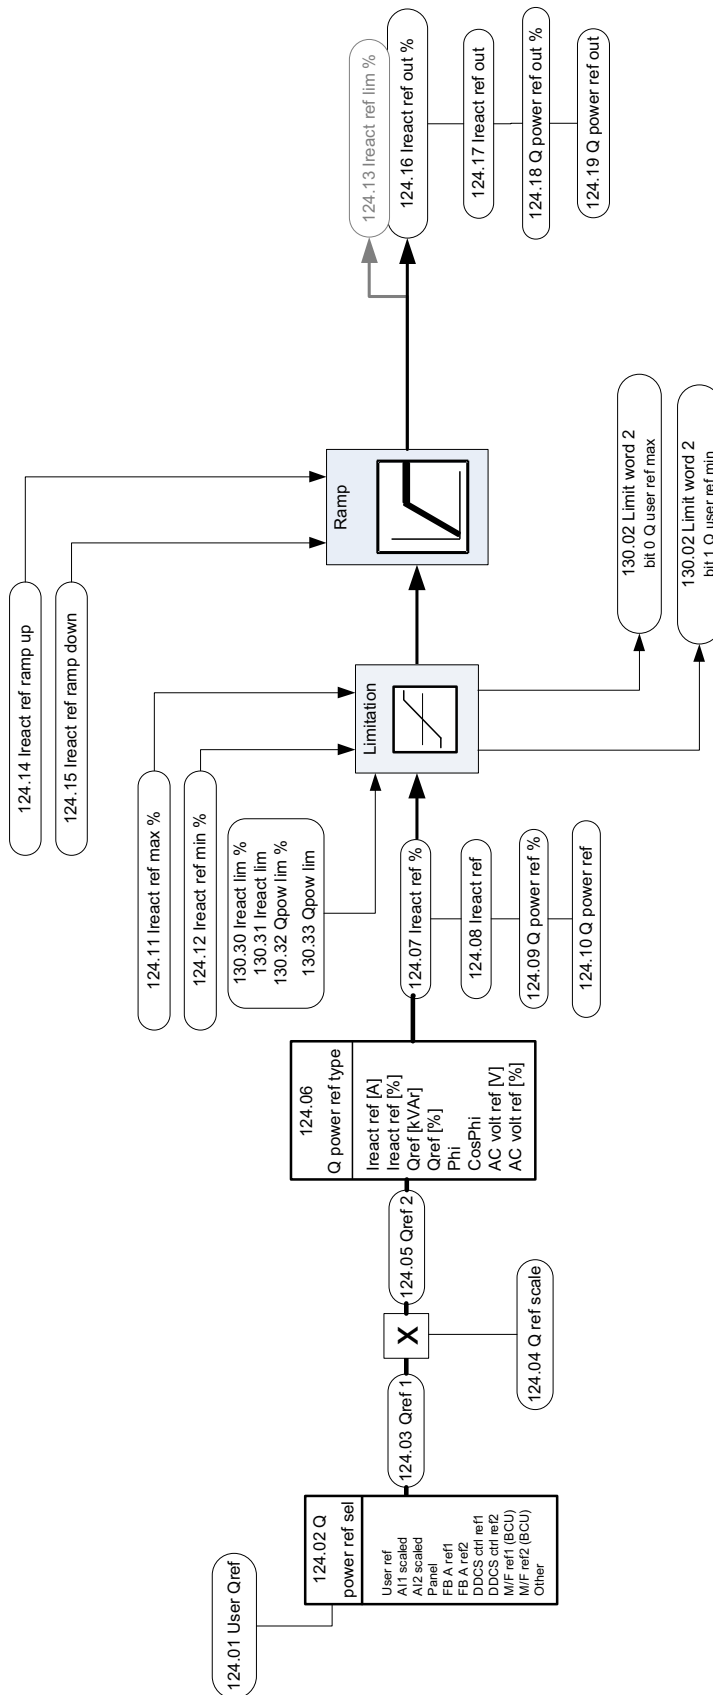 124.01 User Qref
124.02 Q
power ref sel
User ref
AI1 scaled
AI2 scaled
Panel
FB A ref1
FB A ref2
DDCS ctrl ref1
DDCS ctrl ref2
M/F ref1 (BCU)
M/F ref2 (BCU)
Other
124.03 Qref 1
X
124.04 Q ref scale
124.05 Qref 2
124.06
Q power ref type
Ireact ref [A]
Ireact ref [%]
Qref [kVAr]
Qref [%]
Phi
CosPhi
AC volt ref [V]
AC volt ref [%]
124.07 Ireact ref %
124.08 Ireact ref
124.09 Q power ref %
124.10 Q power ref
124.11 Ireact ref max %
124.12 Ireact ref min %
130.30 Ireact lim %
130.31 Ireact lim
130.32 Qpow lim %
130.33 Qpow lim
Limitation
124.14 Ireact ref ramp up
124.15 Ireact ref ramp down
Ramp
130.02 Limit word 2
bit 0 Q user ref max
130.02 Limit word 2
bit 1 Q user ref min
124.13 Ireact ref lim %
124.16 Ireact ref out %
124.17 Ireact ref out
124.18 Q power ref out %
124.19 Q power ref out